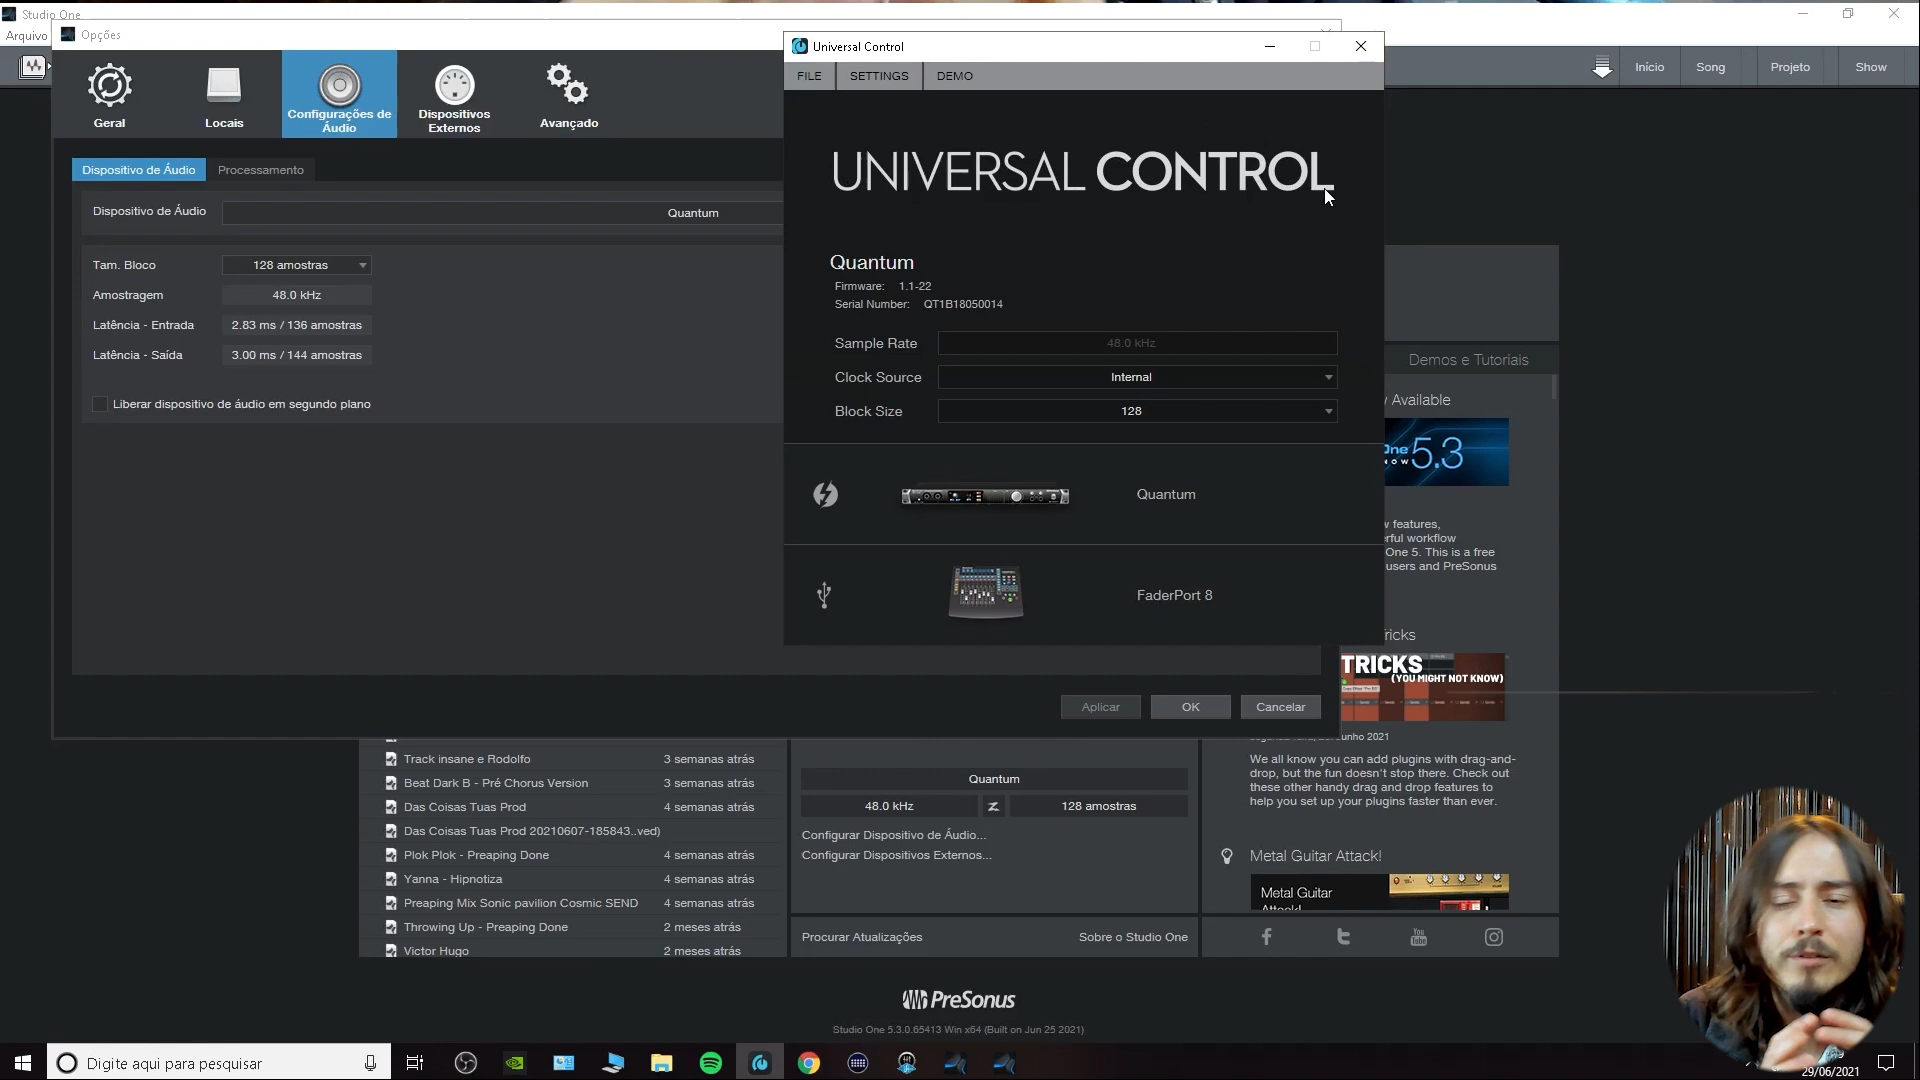 Studio One
Arquivo
Opções
Geral
Locais
Configurações de
Áudio
Dispositivos
Externos
Avançado
Dispositivo de Áudio
Processamento
Dispositivo de Áudio
Quantum
Tam. Bloco
128 amostras
Amostragem
48.0 kHz
Latência - Entrada
2.83 ms / 136 amostras
Latência - Saída
3.00 ms / 144 amostras
Liberar dispositivo de áudio em segundo plano
Aplicar
OK
Cancelar
Universal Control
FILE
SETTINGS
DEMO
UNIVERSAL CONTROL
Quantum
Firmware: 1.1-22
Serial Number: QT1B18050014
Sample Rate
48.0 kHz
Clock Source
Internal
Block Size
128
Quantum
FaderPort 8
Início
Song
Projeto
Show
Demos e Tutoriais
Available
One 5.3
features,
workflow
One 5. This is a free
users and PreSonus
TRICKS
(YOU MIGHT NOT KNOW)
unho 2021
We all know you can add plugins with drag-and-
drop, but the fun doesn't stop there. Check out
these other handy drag and drop features to
help you set up your plugins faster than ever.
Metal Guitar Attack!
Metal Guitar
Attack!
Track insane e Rodolfo
3 semanas atrás
Beat Dark B - Pré Chorus Version
3 semanas atrás
Das Coisas Tuas Prod
4 semanas atrás
Das Coisas Tuas Prod 20210607-185843..ved)
Plok Plok - Preaping Done
4 semanas atrás
Yanna - Hipnotiza
4 semanas atrás
Preaping Mix Sonic pavilion Cosmic SEND
4 semanas atrás
Throwing Up - Preaping Done
2 meses atrás
Victor Hugo
2 meses atrás
Quantum
48.0 kHz
128 amostras
Configurar Dispositivo de Áudio...
Configurar Dispositivos Externos...
Procurar Atualizações
Sobre o Studio One
PreSonus
Studio One 5.3.0.65413 Win x64 (Built on Jun 25 2021)
Digite aqui para pesquisar
29/06/2021